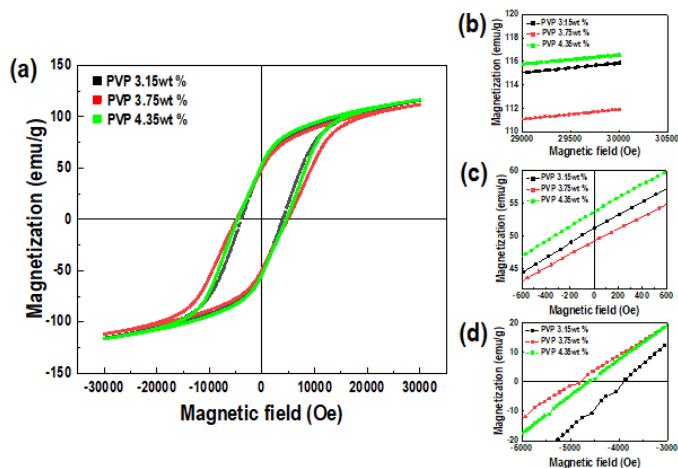 (a)
PVP 3.15wt %
PVP 3.75wt %
PVP 4.35wt %
150
100
50
0
-50
-100
-150
-30000 -20000 -10000 0 10000 20000 30000
Magnetization (emu/g)
Magnetic field (Oe)
(b)
PVP 3.15wt %
PVP 3.75wt %
PVP 4.35wt %
120
118
116
114
112
110
29000 29500 30000 30500
Magnetization (emu/g)
Magnetic field (Oe)
(c)
PVP 3.15wt %
PVP 3.75wt %
PVP 4.35wt %
60
55
50
45
-600 -400 -200 0 200 400 600
Magnetization (emu/g)
Magnetic field (Oe)
(d)
PVP 3.15wt %
PVP 3.75wt %
PVP 4.35wt %
20
10
0
-10
-20
-6000 -5000 -4000 -3000
Magnetization (emu/g)
Magnetic field (Oe)